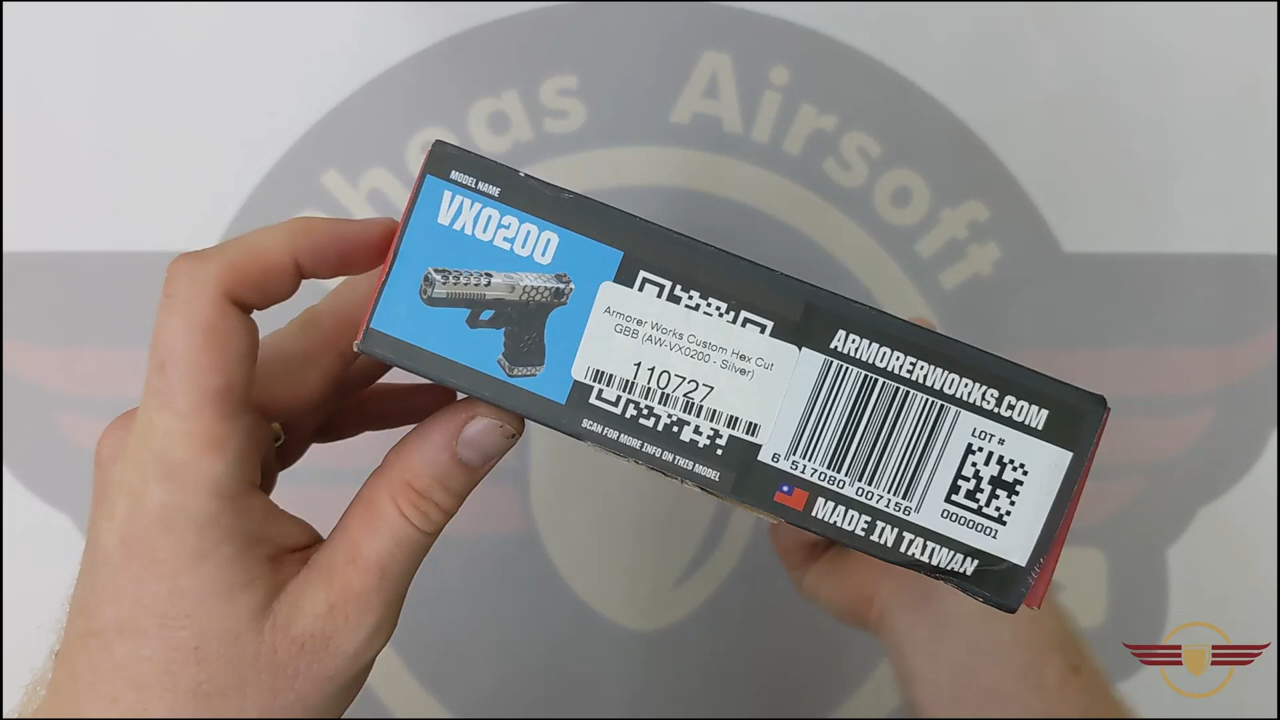 Airsoft
MODEL NAME
VX0200
Armorer Works Custom Hex Cut
GBB (AW-VX0200 - Silver)
110727
SCAN FOR MORE INFO ON THIS MODEL
ARMORERWORKS.COM
6 517080 007156
LOT #
0000001
MADE IN TAIWAN